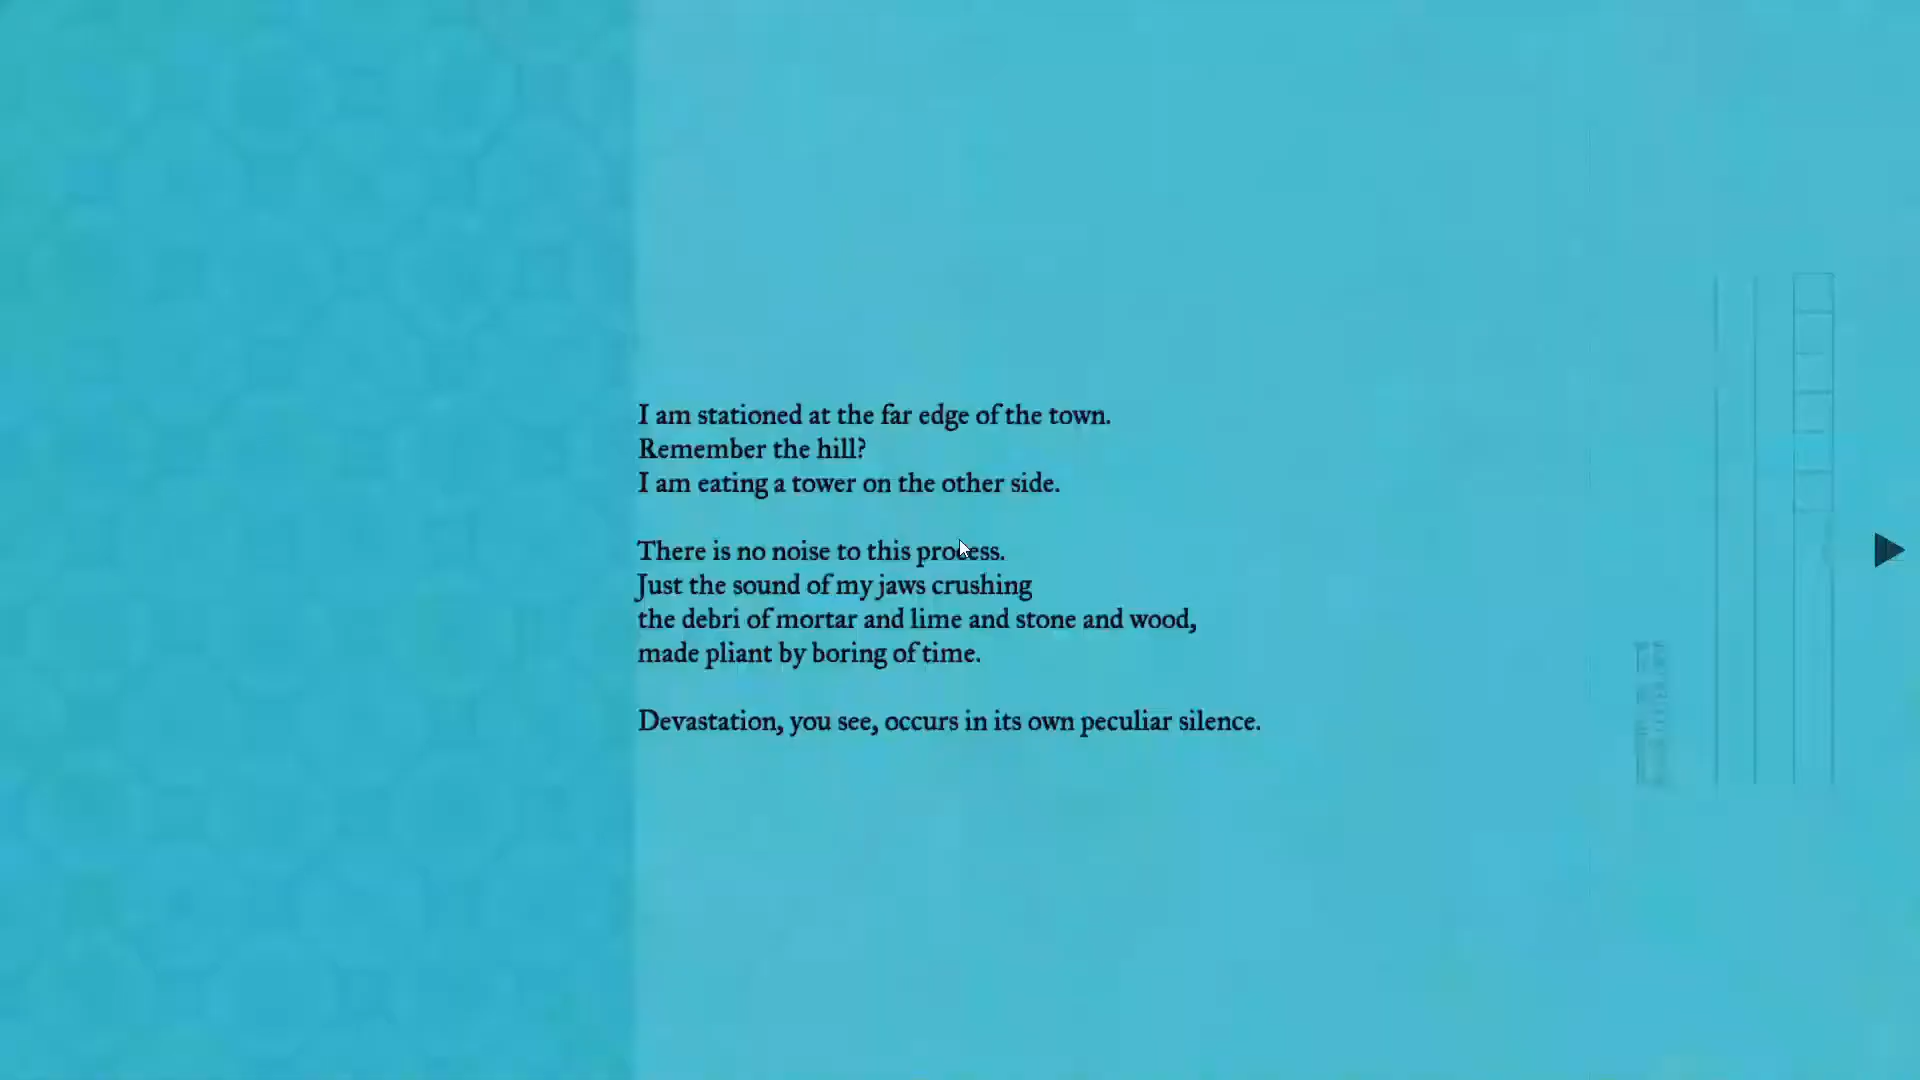 I am stationed at the far edge of the town.
Remember the hill?
I am eating a tower on the other side.
There is no noise to this process.
Just the sound of my jaws crushing
the debri of mortar and lime and stone and wood,
made pliant by boring of time.
Devastation, you see, occurs in its own peculiar silence.